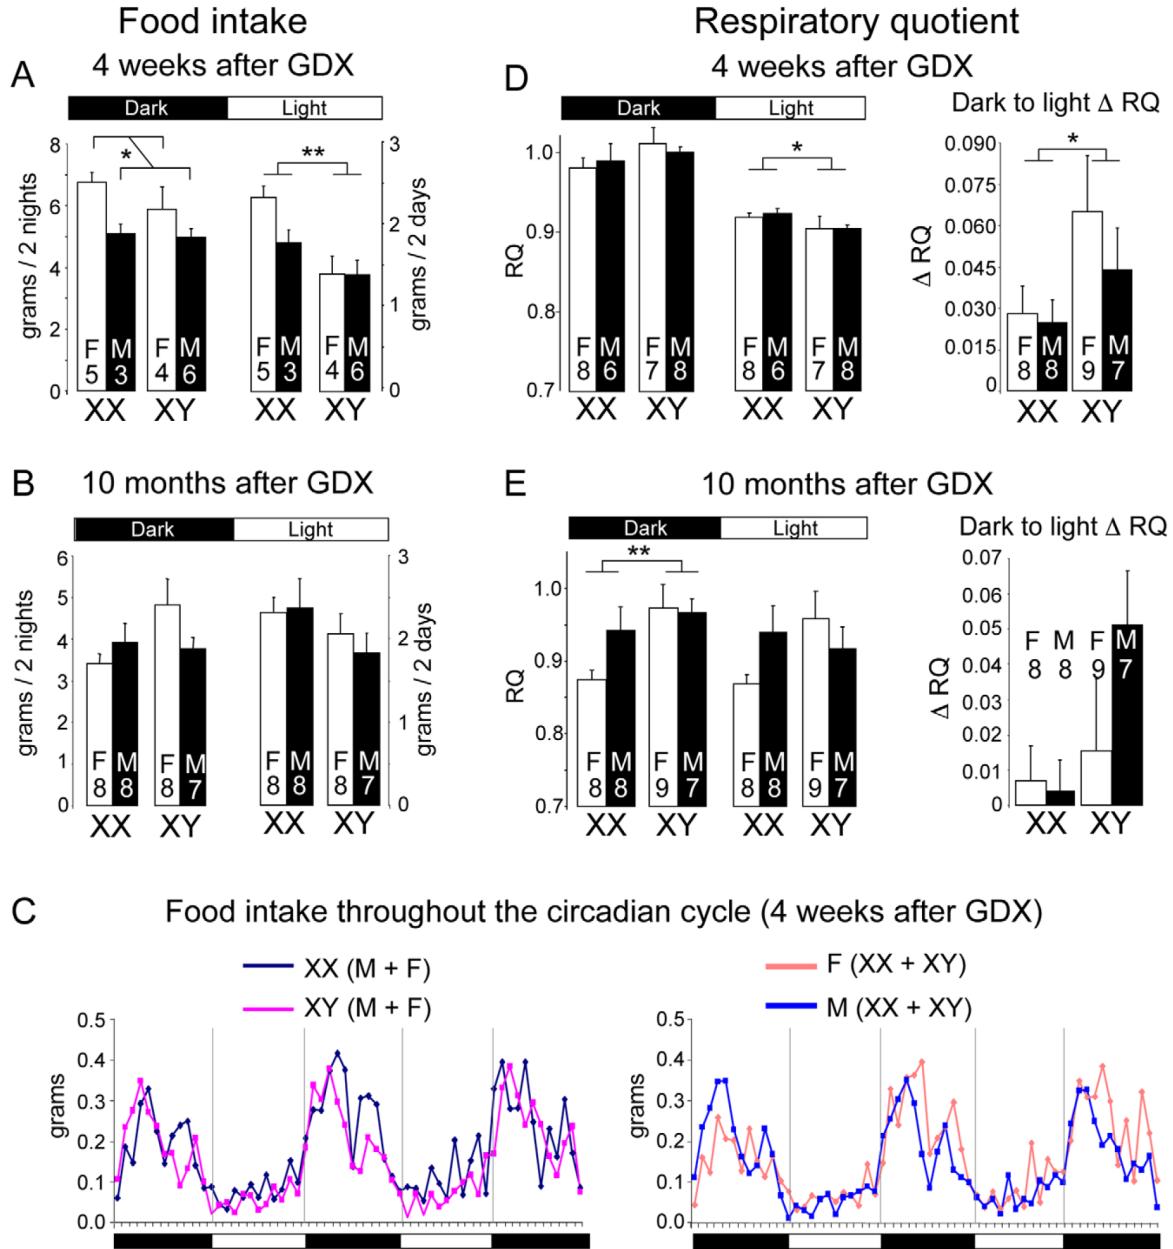 Food intake
Respiratory quotient
A
4 weeks after GDX
Dark
Light
grams / 2 nights
8
6
4
2
0
*
**
3
2
1
0
grams / 2 days
F
5
M
3
F
4
M
6
F
5
M
3
F
4
M
6
XX
XY
XX
XY
D
4 weeks after GDX
Dark
Light
RQ
1.0
0.9
0.8
0.7
*
F
8
M
6
F
7
M
8
F
8
M
6
F
7
M
8
XX
XY
XX
XY
Dark to light Δ RQ
Δ RQ
0.090
0.075
0.060
0.045
0.030
0.015
0
*
F
8
M
8
F
9
M
7
XX
XY
B
10 months after GDX
Dark
Light
grams / 2 nights
6
5
4
3
2
1
0
3
2
1
0
grams / 2 days
F
8
M
8
F
8
M
7
F
8
M
8
F
8
M
7
XX
XY
XX
XY
E
10 months after GDX
Dark
Light
RQ
1.0
0.9
0.8
0.7
**
F
8
M
8
F
9
M
7
F
8
M
8
F
9
M
7
XX
XY
XX
XY
Dark to light Δ RQ
Δ RQ
0.07
0.06
0.05
0.04
0.03
0.02
0.01
0
F
8
M
8
F
9
M
7
XX
XY
C
Food intake throughout the circadian cycle (4 weeks after GDX)
XX (M + F)
XY (M + F)
grams
0.5
0.4
0.3
0.2
0.1
0.0
F (XX + XY)
M (XX + XY)
grams
0.5
0.4
0.3
0.2
0.1
0.0